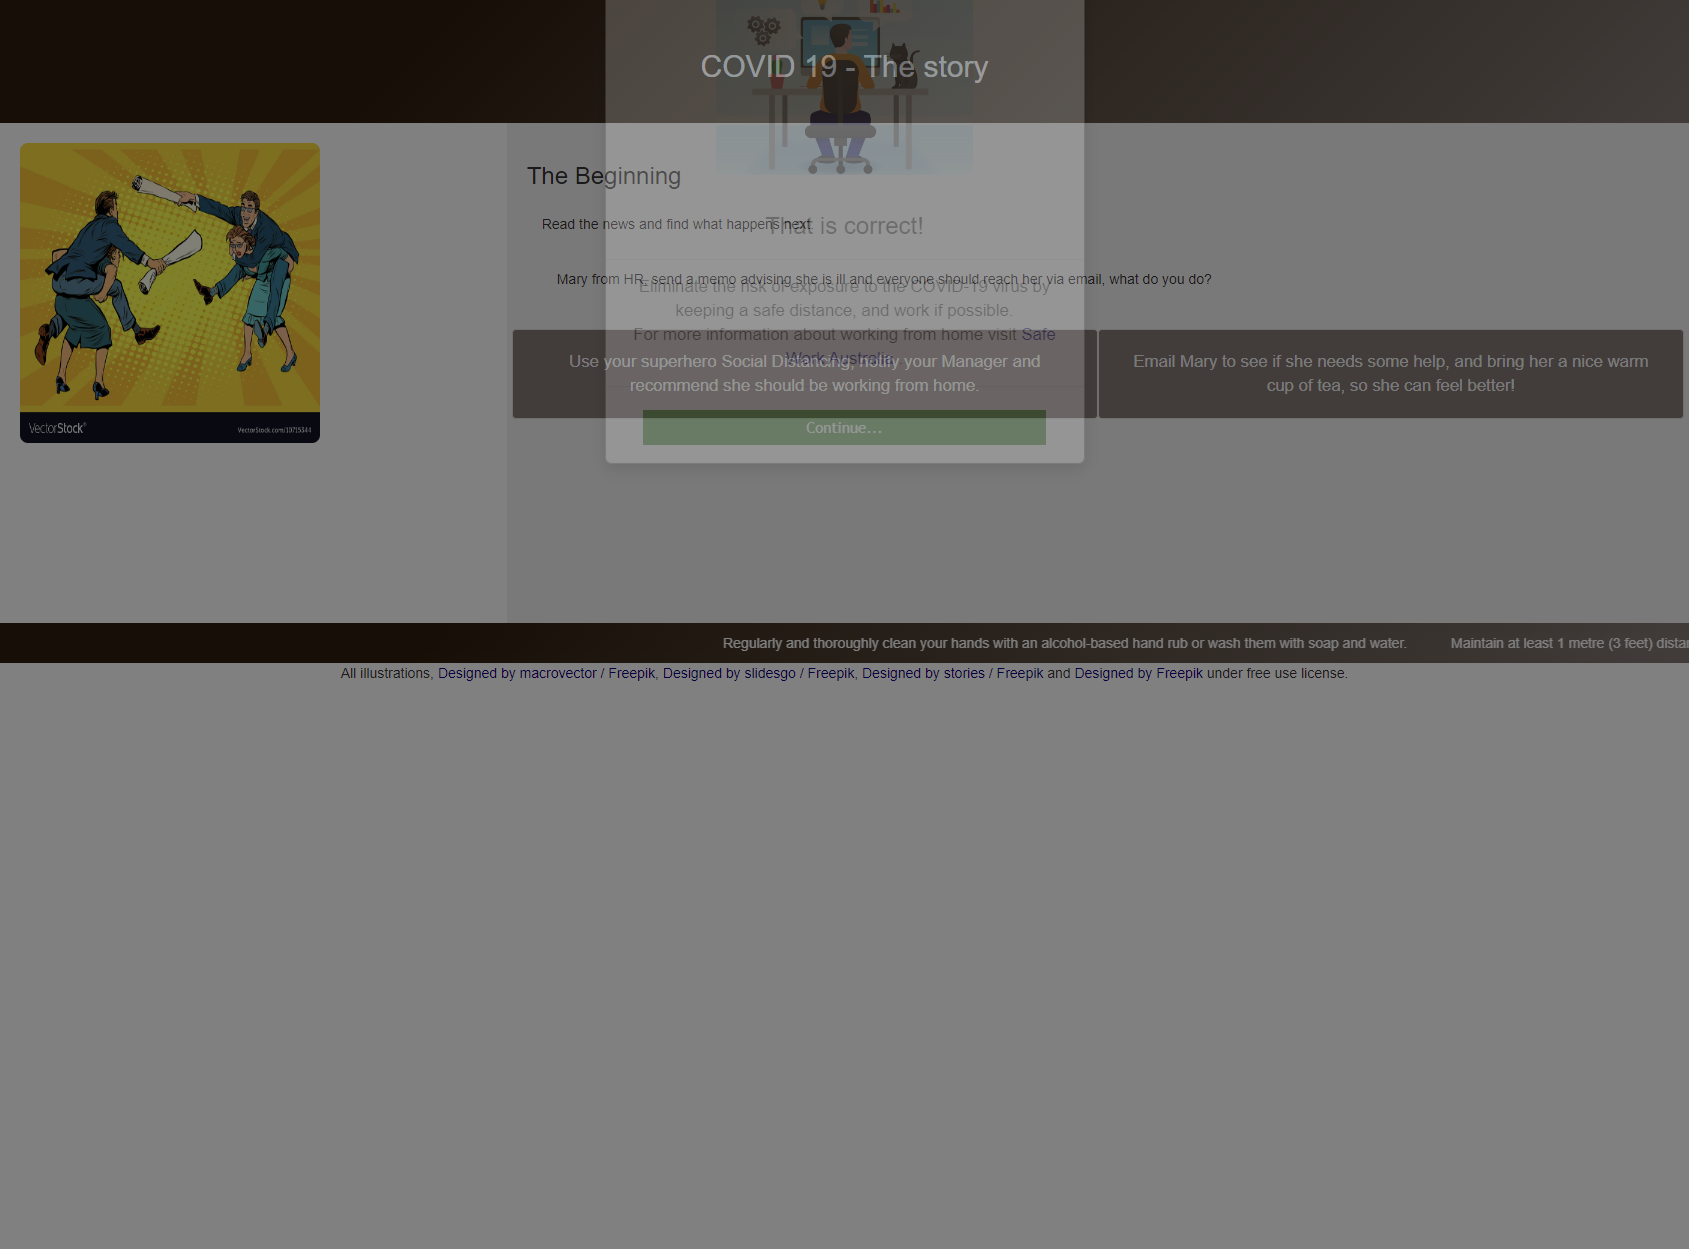 COVID 19 - The story
VectorStock®
VectorStock.com/10715344
The Beginning
Read the news and find what happens next
Mary from HR, send a memo advising she is ill and everyone should reach her via email, what do you do?
Use your superhero Social Distancing, notify your Manager and
recommend she should be working from home.
Email Mary to see if she needs some help, and bring her a nice warm
cup of tea, so she can feel better!
That is correct!
Eliminate the risk of exposure to the COVID-19 virus by
keeping a safe distance, and work if possible.
For more information about working from home visit Safe
Work Australia
Continue...
Regularly and thoroughly clean your hands with an alcohol-based hand rub or wash them with soap and water. Maintain at least 1 metre (3 feet) distan
All illustrations, Designed by macrovector / Freepik, Designed by slidesgo / Freepik, Designed by stories / Freepik and Designed by Freepik under free use license.